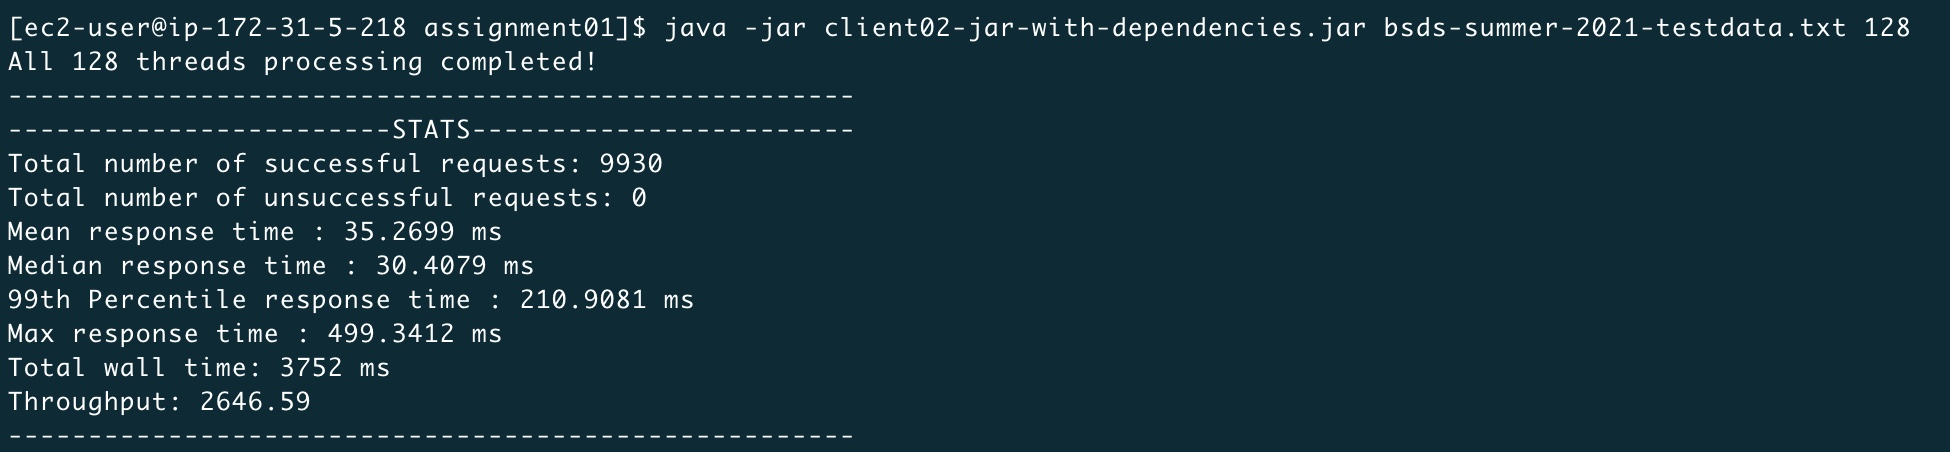 [ec2-user@ip-172-31-5-218 assignment01]$ java -jar client02-jar-with-dependencies.jar bsds-summer-2021-testdata.txt 128
All 128 threads processing completed!
-----------------------------------------------------
------------------------STATS------------------------
Total number of successful requests: 9930
Total number of unsuccessful requests: 0
Mean response time : 35.2699 ms
Median response time : 30.4079 ms
99th Percentile response time : 210.9081 ms
Max response time : 499.3412 ms
Total wall time: 3752 ms
Throughput: 2646.59
-----------------------------------------------------